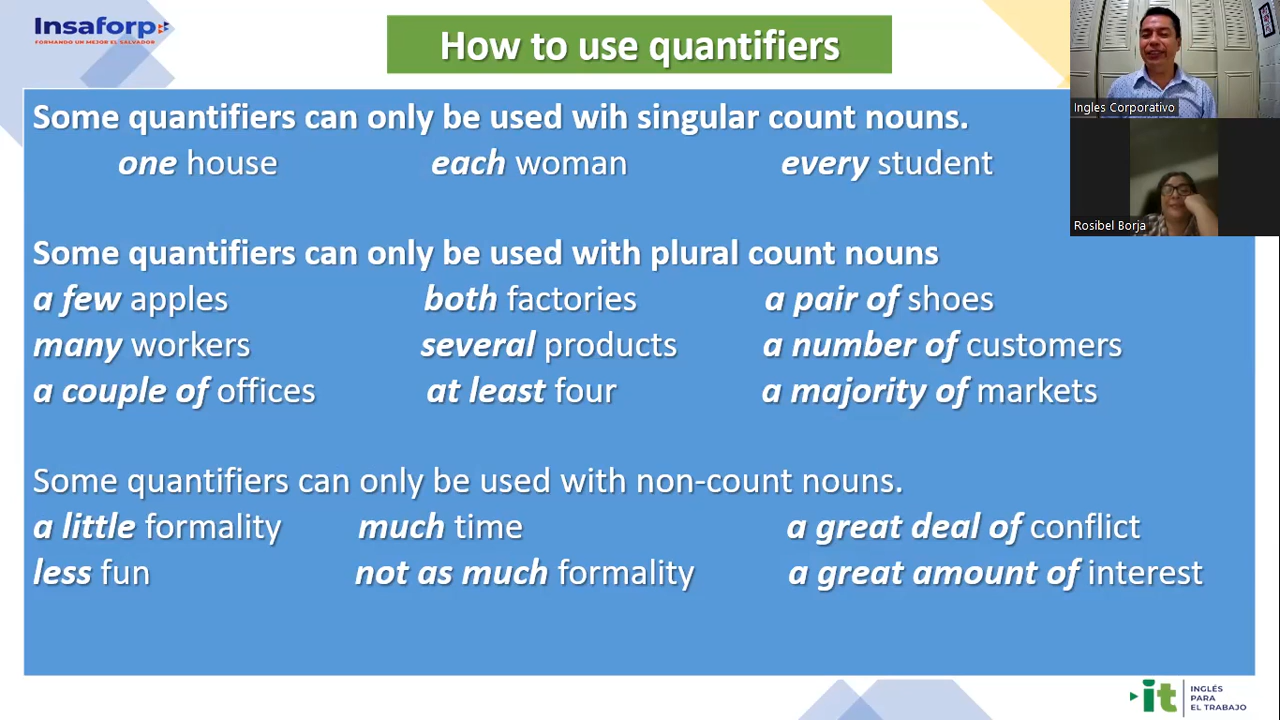 Insaforp
FORMANDO UN MEJOR EL SALVADOR
How to use quantifiers
Ingles Corporativo
Rosibel Borja
Some quantifiers can only be used wih singular count nouns.
one house each woman every student
Some quantifiers can only be used with plural count nouns
a few apples both factories a pair of shoes
many workers several products a number of customers
a couple of offices at least four a majority of markets
Some quantifiers can only be used with non-count nouns.
a little formality much time a great deal of conflict
less fun not as much formality a great amount of interest
it
INGLÉS
PARA
EL TRABAJO